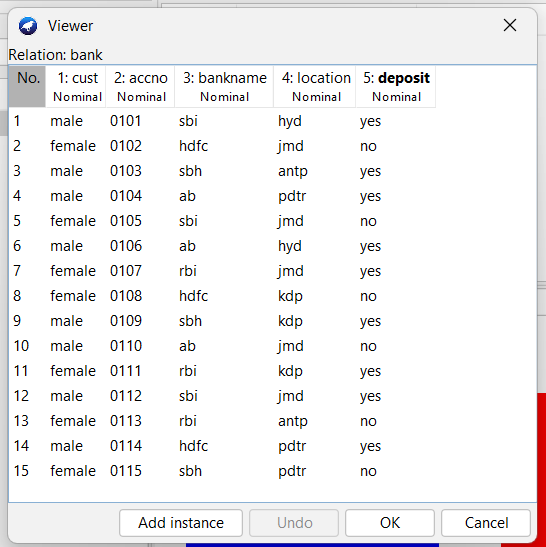 Viewer
Relation: bank
No. 1: cust 2: accno 3: bankname 4: location 5: deposit
Nominal Nominal Nominal Nominal Nominal
1 male 0101 sbi hyd yes
2 female 0102 hdfc jmd no
3 male 0103 sbh antp yes
4 male 0104 ab pdtr yes
5 female 0105 sbi jmd no
6 male 0106 ab hyd yes
7 female 0107 rbi jmd yes
8 female 0108 hdfc kdp no
9 male 0109 sbh kdp yes
10 male 0110 ab jmd no
11 female 0111 rbi kdp yes
12 male 0112 sbi jmd yes
13 female 0113 rbi antp no
14 male 0114 hdfc pdtr yes
15 female 0115 sbh pdtr no
Add instance Undo OK Cancel